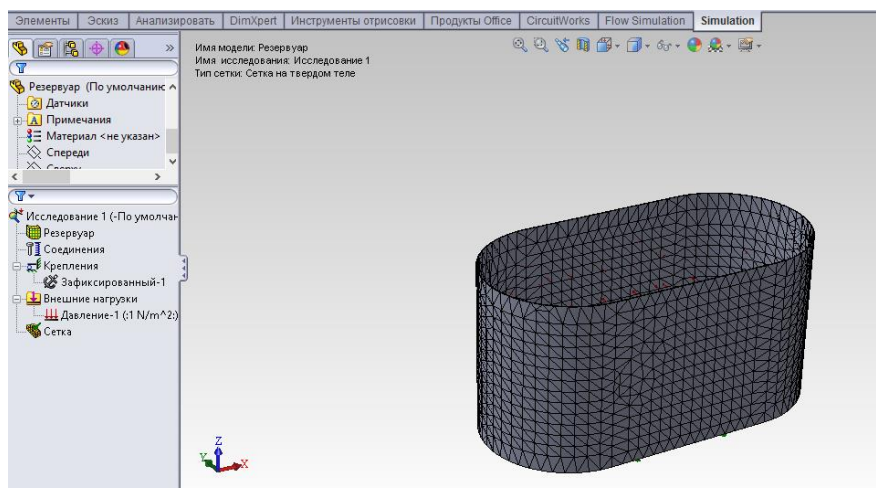 Элементы Эскиз Анализировать DimXpert Инструменты отрисовки Продукты Office CircuitWorks Flow Simulation Simulation
Имя модели: Резервуар
Имя исследования: Исследование 1
Тип сетки: Сетка на твердом теле
Резервуар (По умолчанию
Датчики
Примечания
Материал <не указан>
Спереди
Исследование 1 (-По умолчан
Резервуар
Соединения
Крепления
Зафиксированный-1
Внешние нагрузки
Давление-1 (:1 N/m^2:)
Сетка
Z
Y
X